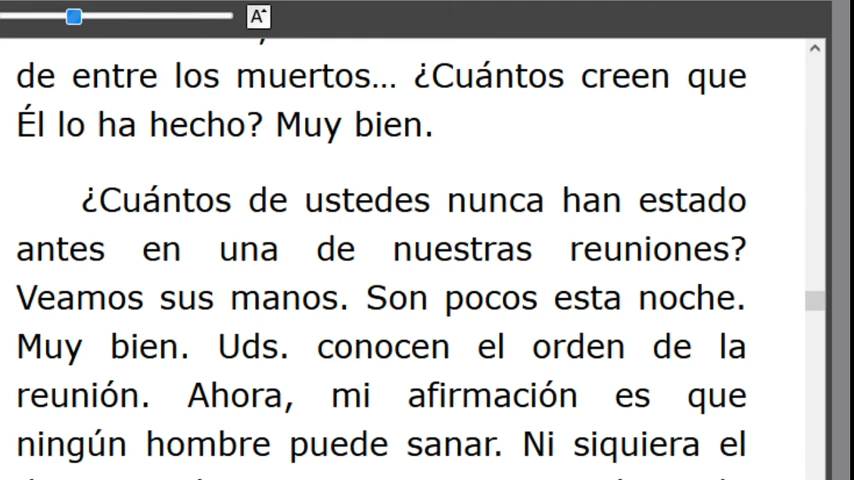 A
de entre los muertos... ¿Cuántos creen que
Él lo ha hecho? Muy bien.
¿Cuántos de ustedes nunca han estado
antes en una de nuestras reuniones?
Veamos sus manos. Son pocos esta noche.
Muy bien. Uds. conocen el orden de la
reunión. Ahora, mi afirmación es que
ningún hombre puede sanar. Ni siquiera el